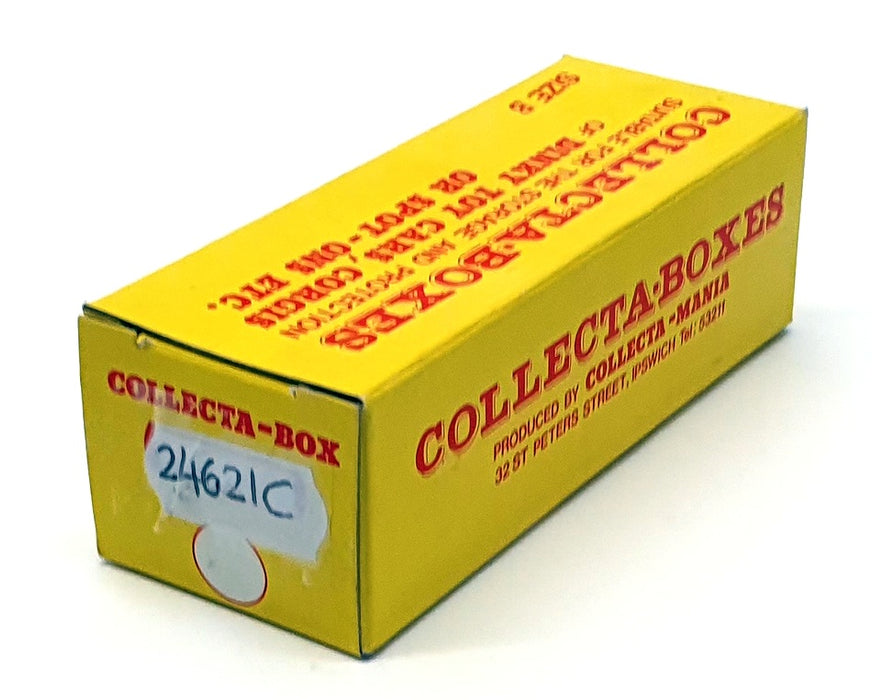 SIZE 8
COLLECTA-BOXES
SUITABLE FOR THE STORAGE AND PROTECTION
OF DINKY TOY CARS, CORGIS
OR SPOT-ONS ETC.
COLLECTA-BOXES
PRODUCED BY COLLECTA-MANIA
32 ST PETERS STREET, IPSWICH Tel: 53211
COLLECTA-BOX
24621C